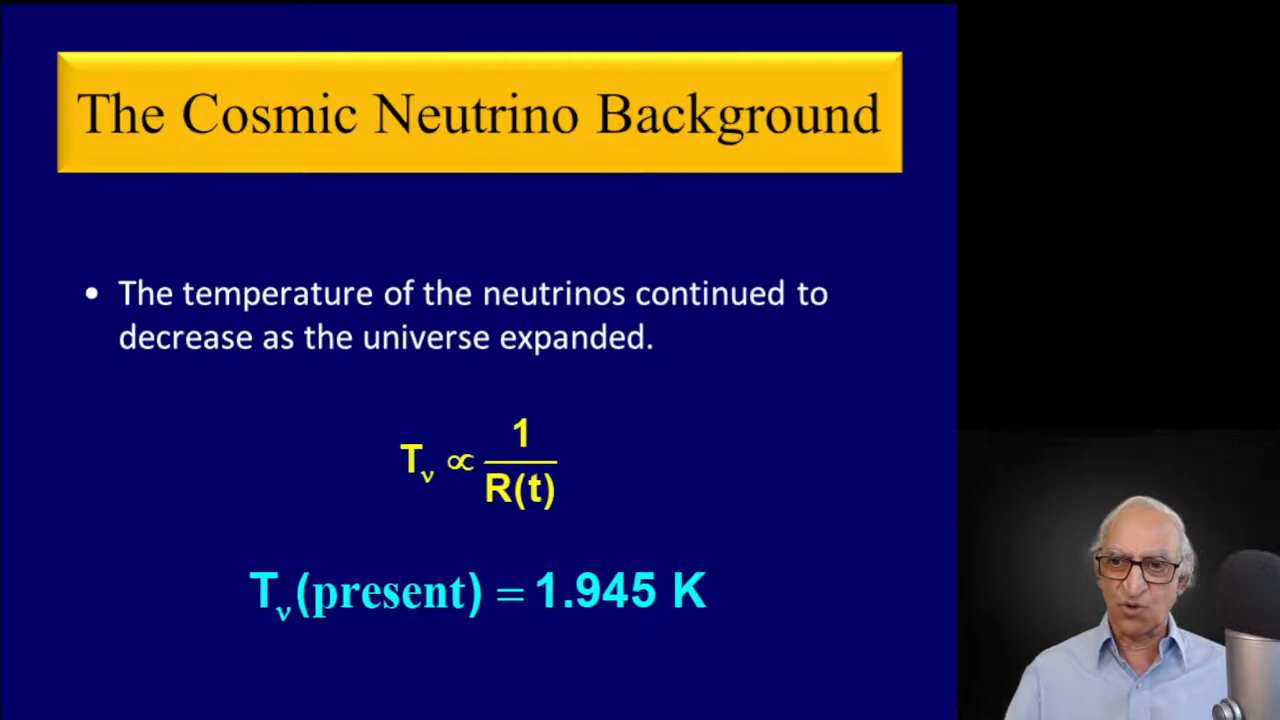 The Cosmic Neutrino Background
• The temperature of the neutrinos continued to
decrease as the universe expanded.
Tν ∝ 1/R(t)
Tν(present) = 1.945 K